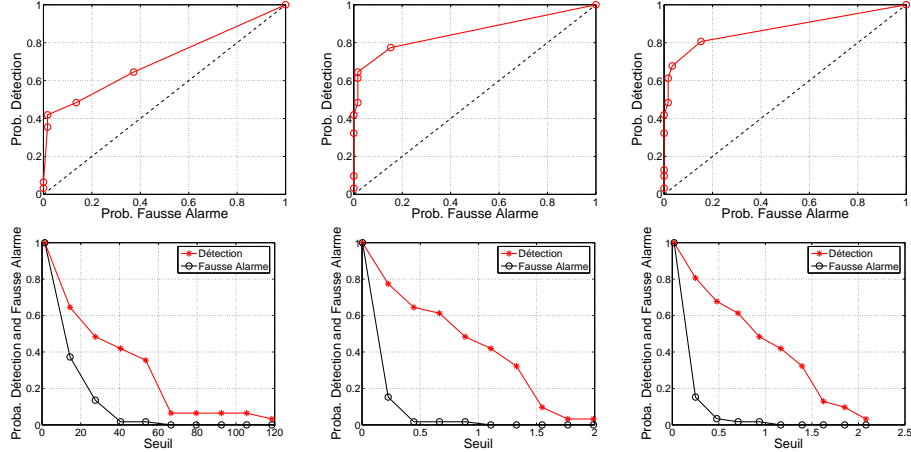 1
0.8
0.6
0.4
0.2
0
0 0.2 0.4 0.6 0.8 1
Prob. Détection
Prob. Fausse Alarme
1
0.8
0.6
0.4
0.2
0
0 0.2 0.4 0.6 0.8 1
Prob. Détection
Prob. Fausse Alarme
1
0.8
0.6
0.4
0.2
0
0 0.2 0.4 0.6 0.8 1
Prob. Détection
Prob. Fausse Alarme
1
0.8
0.6
0.4
0.2
0
0 20 40 60 80 100 120
Proba. Détection and Fausse Alarme
Seuil
Détection
Fausse Alarme
1
0.8
0.6
0.4
0.2
0
0 0.5 1 1.5 2
Proba. Détection and Fausse Alarme
Seuil
Détection
Fausse Alarme
1
0.8
0.6
0.4
0.2
0
0 0.5 1 1.5 2 2.5
Proba. Détection and Fausse Alarme
Seuil
Détection
Fausse Alarme